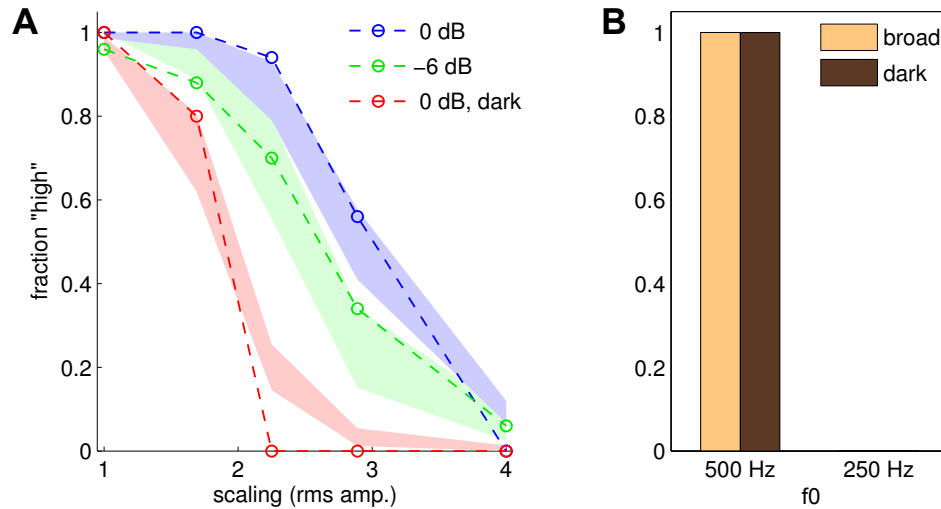 A
0 dB
−6 dB
0 dB, dark
1
0.8
0.6
0.4
0.2
0
fraction "high"
1
2
3
4
scaling (rms amp.)
B
broad
dark
1
0.8
0.6
0.4
0.2
0
500 Hz
250 Hz
f0